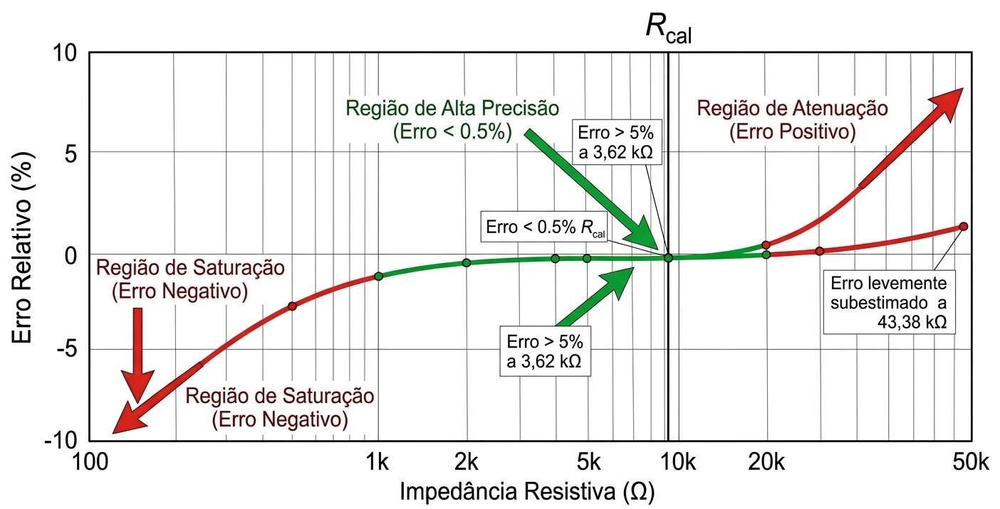 R_cal
10
5
0
-5
-10
Erro Relativo (%)
Região de Alta Precisão
(Erro < 0.5%)
Erro > 5%
a 3,62 kΩ
Região de Atenuação
(Erro Positivo)
Erro < 0.5% R_cal
Região de Saturação
(Erro Negativo)
Erro levemente
subestimado a
43,38 kΩ
Erro > 5%
a 3,62 kΩ
Região de Saturação
(Erro Negativo)
100
1k
2k
5k
10k
20k
50k
Impedância Resistiva (Ω)